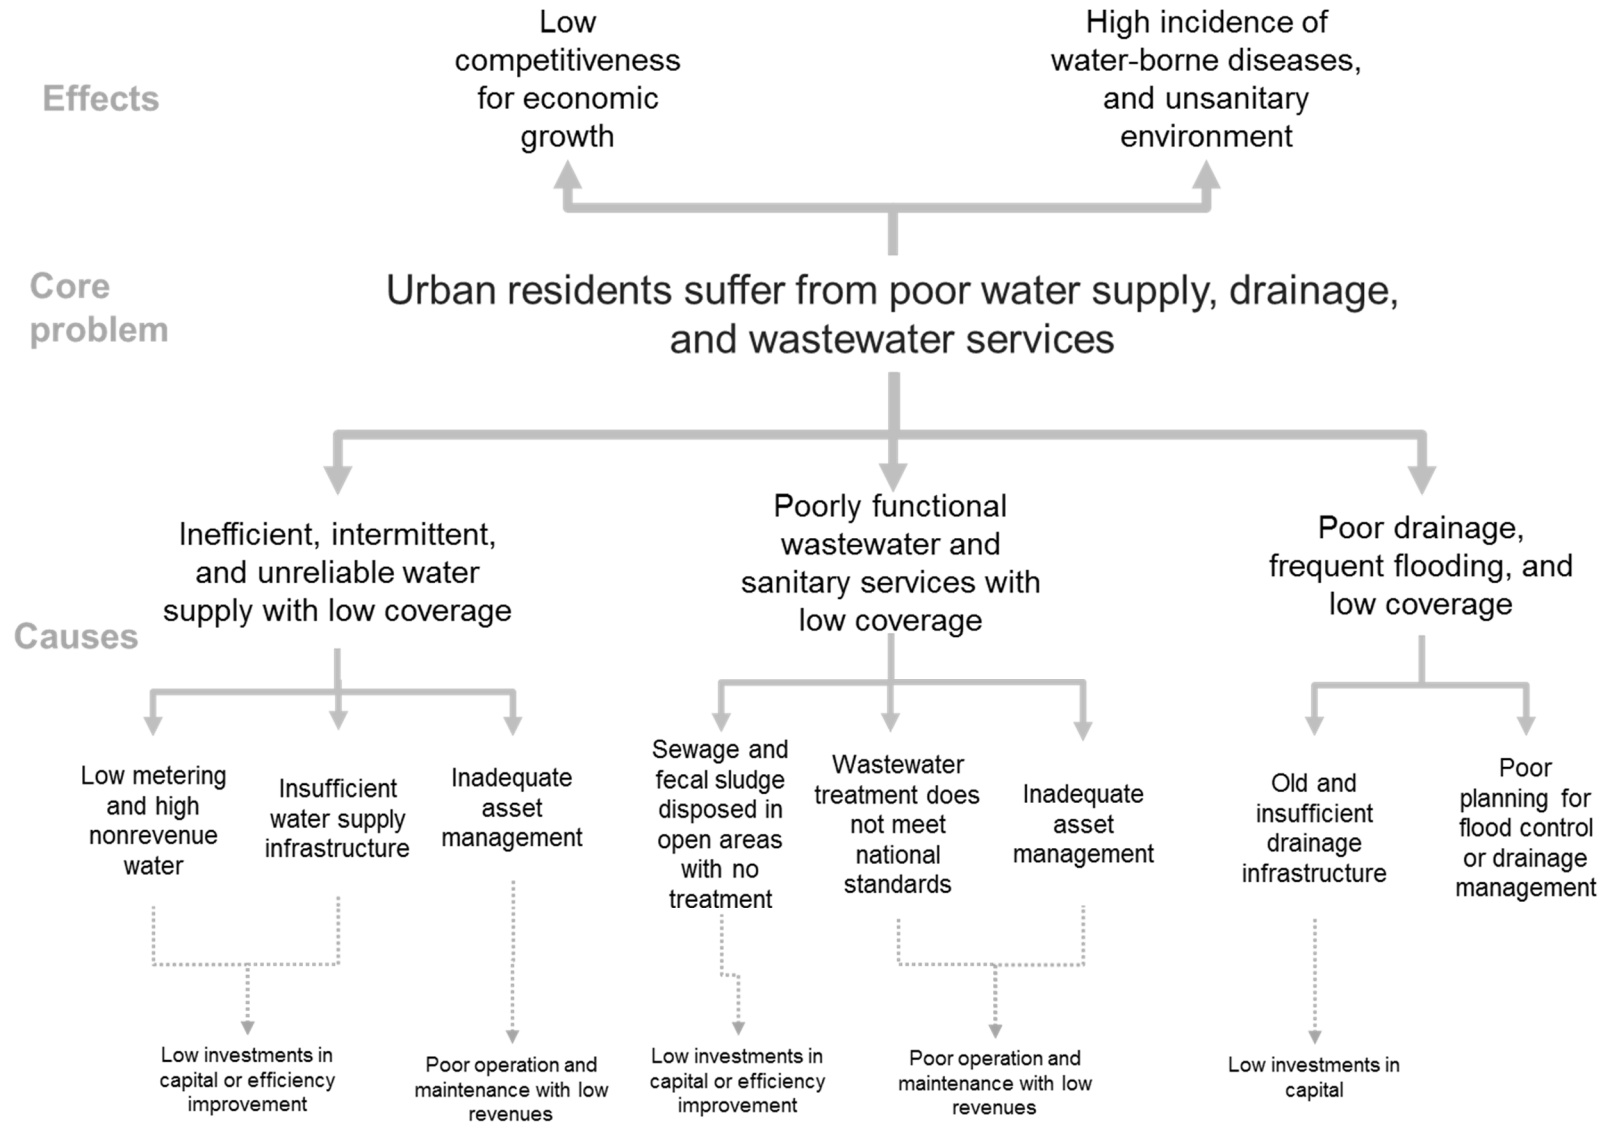 Effects
Low
competitiveness
for economic
growth
High incidence of
water-borne diseases,
and unsanitary
environment
Core
problem
Urban residents suffer from poor water supply, drainage,
and wastewater services
Causes
Inefficient, intermittent,
and unreliable water
supply with low coverage
Poorly functional
wastewater and
sanitary services with
low coverage
Poor drainage,
frequent flooding, and
low coverage
Low metering
and high
nonrevenue
water
Insufficient
water supply
infrastructure
Inadequate
asset
management
Sewage and
fecal sludge
disposed in
open areas
with no
treatment
Wastewater
treatment does
not meet
national
standards
Inadequate
asset
management
Old and
insufficient
drainage
infrastructure
Poor
planning for
flood control
or drainage
management
Low investments in
capital or efficiency
improvement
Poor operation and
maintenance with low
revenues
Low investments in
capital or efficiency
improvement
Poor operation and
maintenance with low
revenues
Low investments in
capital